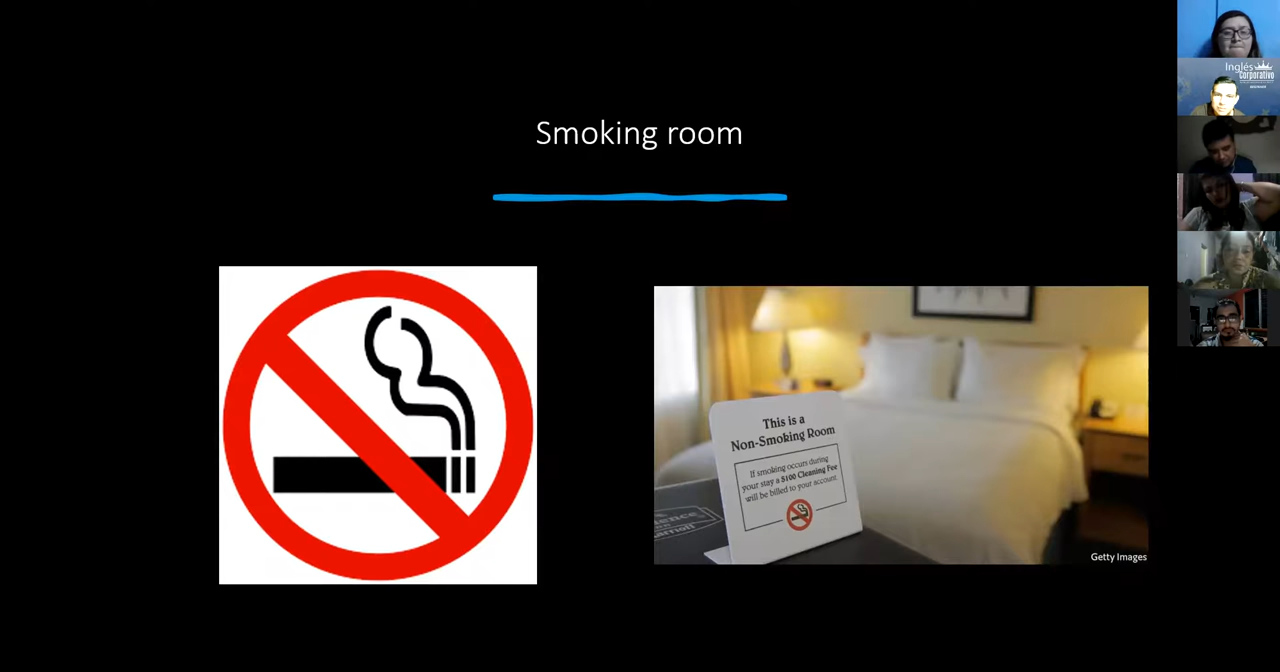 Smoking room
Inglés
Corporativo
This is a
Non-Smoking Room
If smoking occurs during
your stay a $100 Cleaning Fee
will be billed to your account
Getty Images